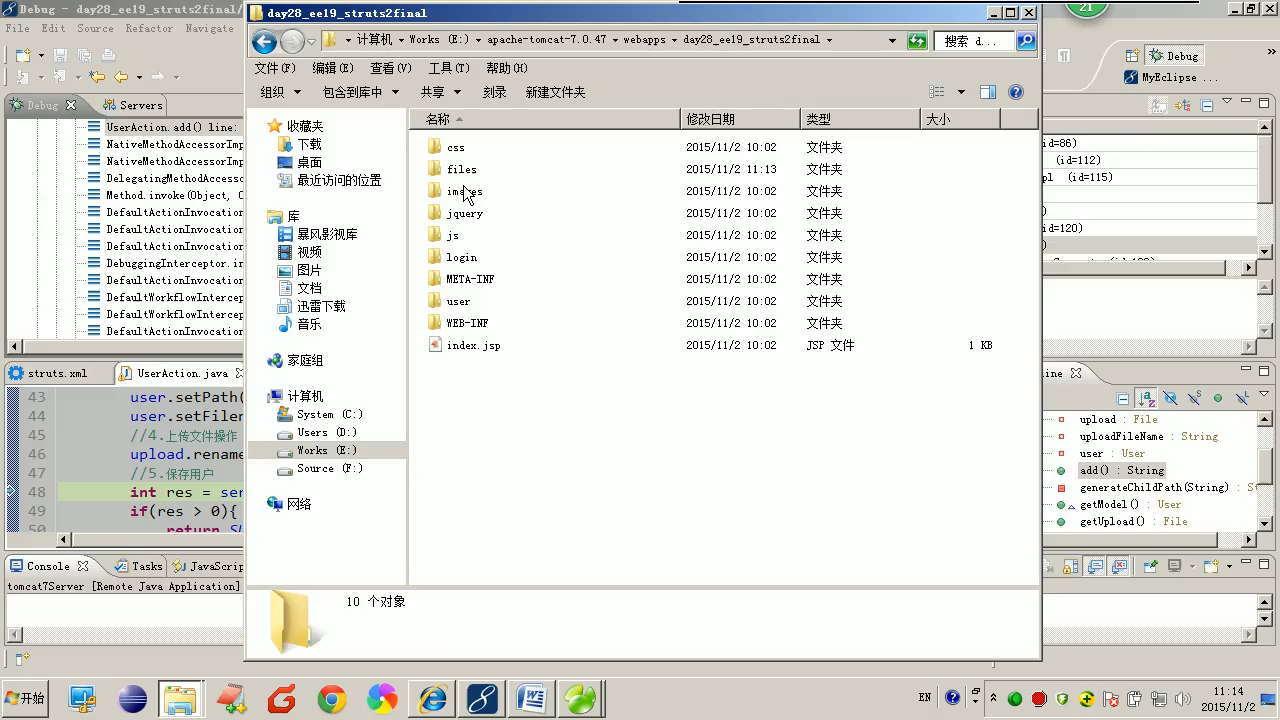 Debug - day28_ee19_struts2final/
day28_ee19_struts2final
21
File Edit Source Refactor Navigate
计算机 Works (E:) apache-tomcat-7.0.47 webapps day28_ee19_struts2final
搜索 d...
文件(F) 编辑(E) 查看(V) 工具(T) 帮助(H)
Debug
MyEclipse ...
组织 包含到库中 共享 刻录 新建文件夹
Debug Servers
名称 修改日期 类型 大小
收藏夹
下载
桌面
最近访问的位置
库
暴风影视库
视频
图片
文档
迅雷下载
音乐
家庭组
计算机
System (C:)
Users (D:)
Works (E:)
Source (F:)
网络
css 2015/11/2 10:02 文件夹
files 2015/11/2 11:13 文件夹
images 2015/11/2 10:02 文件夹
jquery 2015/11/2 10:02 文件夹
js 2015/11/2 10:02 文件夹
login 2015/11/2 10:02 文件夹
META-INF 2015/11/2 10:02 文件夹
user 2015/11/2 10:02 文件夹
WEB-INF 2015/11/2 10:02 文件夹
index.jsp 2015/11/2 10:02 JSP 文件 1 KB
10 个对象
UserAction.add() line:
NativeMethodAccessorImp
NativeMethodAccessorImp
DelegatingMethodAccess
Method.invoke(Object, O
DefaultActionInvocation
DefaultActionInvocation
DefaultActionInvocation
DebuggingInterceptor.in
DefaultActionInvocation
DefaultWorkflowIntercep
DefaultWorkflowIntercep
DefaultActionInvocation
id=86)
(id=112)
pl (id=115)
)
(id=120)
struts.xml UserAction.java
43 user.setPath(
44 user.setFilen
45 //4.上传文件操作
46 upload.rename
47 //5.保存用户
48 int res = ser
49 if(res > 0){
50 return SU
line
upload : File
uploadFileName : String
user : User
add() : String
generateChildPath(String) : S
getModel() : User
getUpload() : File
Console Tasks JavaScrip
tomcat7Server [Remote Java Application]
开始
EN
11:14
2015/11/2